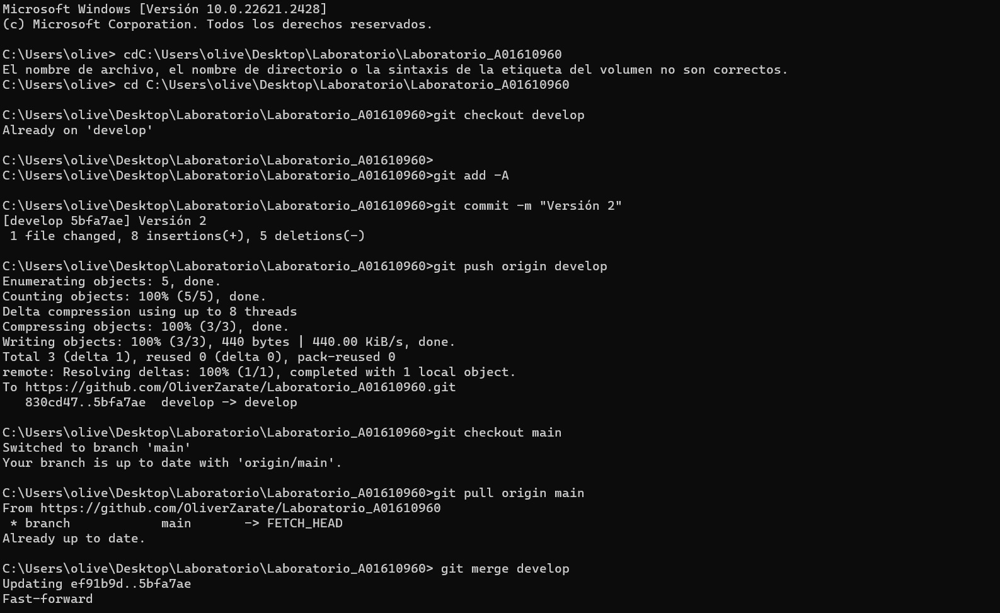 Microsoft Windows [Versión 10.0.22621.2428]
(c) Microsoft Corporation. Todos los derechos reservados.
C:\Users\olive> cdC:\Users\olive\Desktop\Laboratorio\Laboratorio_A01610960
El nombre de archivo, el nombre de directorio o la sintaxis de la etiqueta del volumen no son correctos.
C:\Users\olive> cd C:\Users\olive\Desktop\Laboratorio\Laboratorio_A01610960
C:\Users\olive\Desktop\Laboratorio\Laboratorio_A01610960>git checkout develop
Already on 'develop'
C:\Users\olive\Desktop\Laboratorio\Laboratorio_A01610960>
C:\Users\olive\Desktop\Laboratorio\Laboratorio_A01610960>git add -A
C:\Users\olive\Desktop\Laboratorio\Laboratorio_A01610960>git commit -m "Versión 2"
[develop 5bfa7ae] Versión 2
 1 file changed, 8 insertions(+), 5 deletions(-)
C:\Users\olive\Desktop\Laboratorio\Laboratorio_A01610960>git push origin develop
Enumerating objects: 5, done.
Counting objects: 100% (5/5), done.
Delta compression using up to 8 threads
Compressing objects: 100% (3/3), done.
Writing objects: 100% (3/3), 440 bytes | 440.00 KiB/s, done.
Total 3 (delta 1), reused 0 (delta 0), pack-reused 0
remote: Resolving deltas: 100% (1/1), completed with 1 local object.
To https://github.com/OliverZarate/Laboratorio_A01610960.git
   830cd47..5bfa7ae  develop -> develop
C:\Users\olive\Desktop\Laboratorio\Laboratorio_A01610960>git checkout main
Switched to branch 'main'
Your branch is up to date with 'origin/main'.
C:\Users\olive\Desktop\Laboratorio\Laboratorio_A01610960>git pull origin main
From https://github.com/OliverZarate/Laboratorio_A01610960
 * branch            main       -> FETCH_HEAD
Already up to date.
C:\Users\olive\Desktop\Laboratorio\Laboratorio_A01610960> git merge develop
Updating ef91b9d..5bfa7ae
Fast-forward